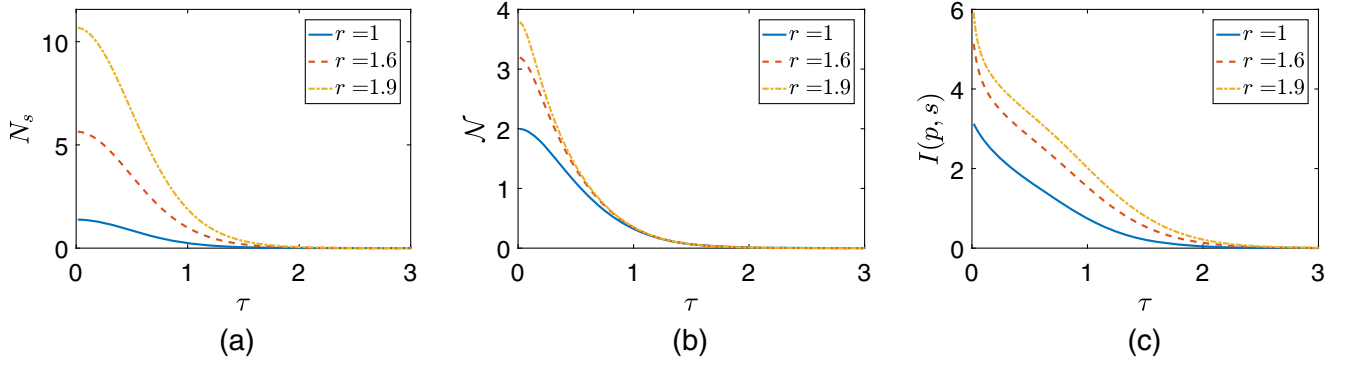 10
5
0
N_s
r =1
r =1.6
r =1.9
0 1 2 3
τ
(a)
4
3
2
1
0
𝒩
r =1
r =1.6
r =1.9
0 1 2 3
τ
(b)
6
4
2
0
I(p, s)
r =1
r =1.6
r =1.9
0 1 2 3
τ
(c)